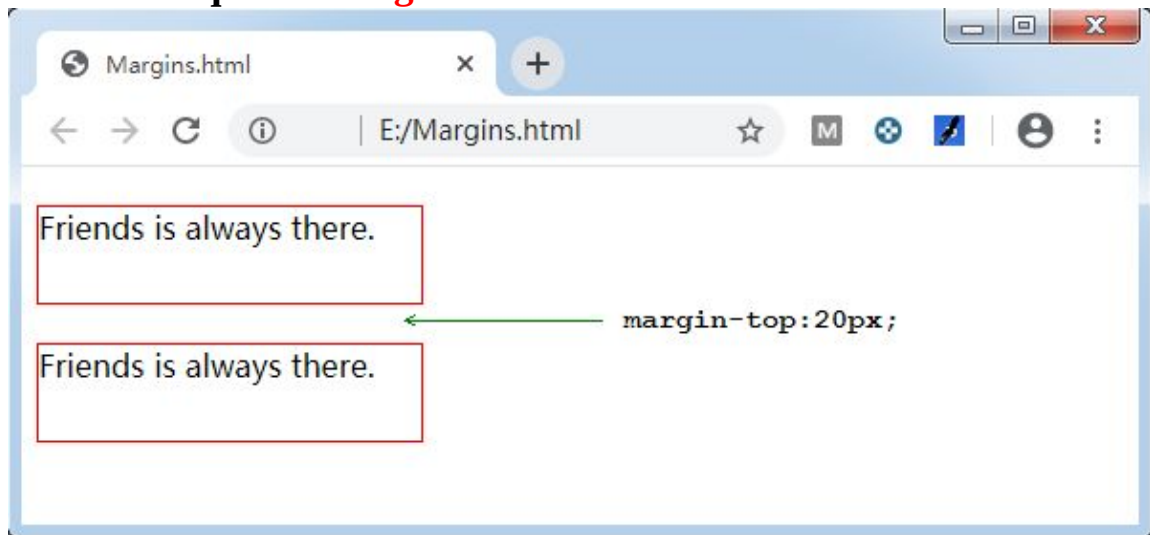 Margins.html
E:/Margins.html
M
Friends is always there.
margin-top:20px;
Friends is always there.